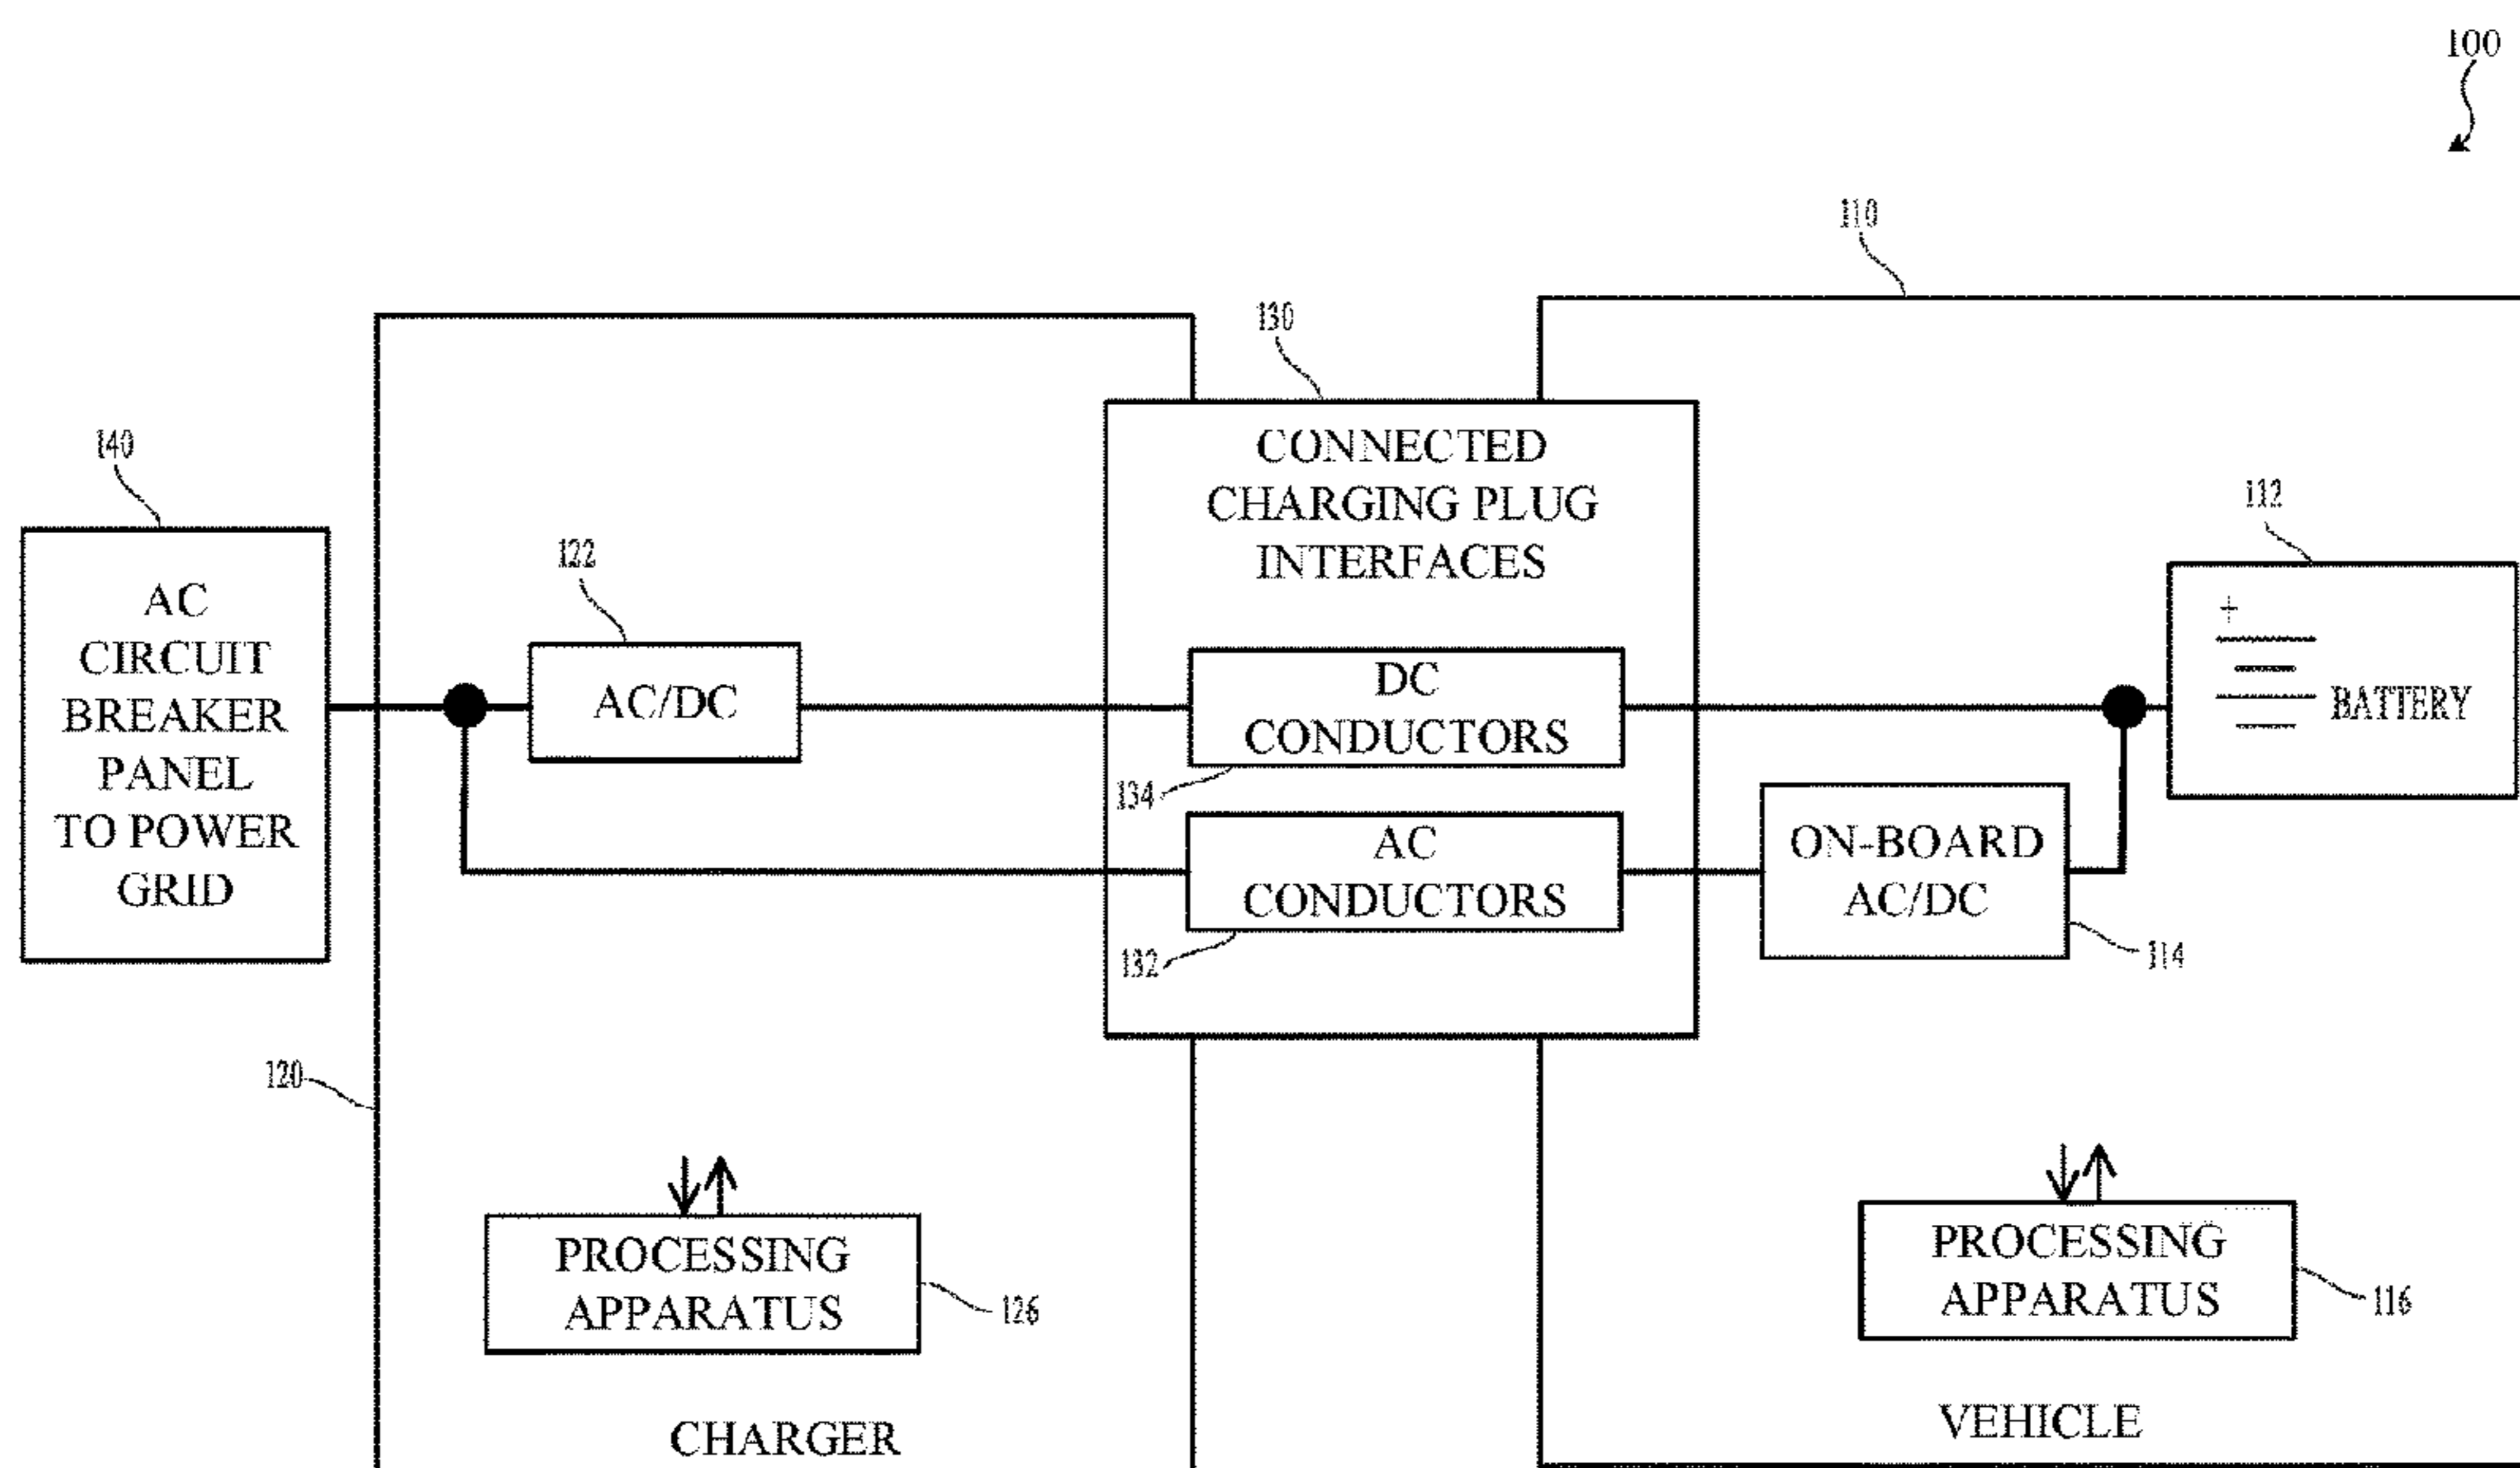 100
110
130
CONNECTED
CHARGING PLUG
INTERFACES
140
AC
CIRCUIT
BREAKER
PANEL
TO POWER
GRID
122
AC/DC
DC
CONDUCTORS
134
AC
CONDUCTORS
132
112
+
BATTERY
ON-BOARD
AC/DC
114
120
PROCESSING
APPARATUS
126
CHARGER
PROCESSING
APPARATUS
116
VEHICLE